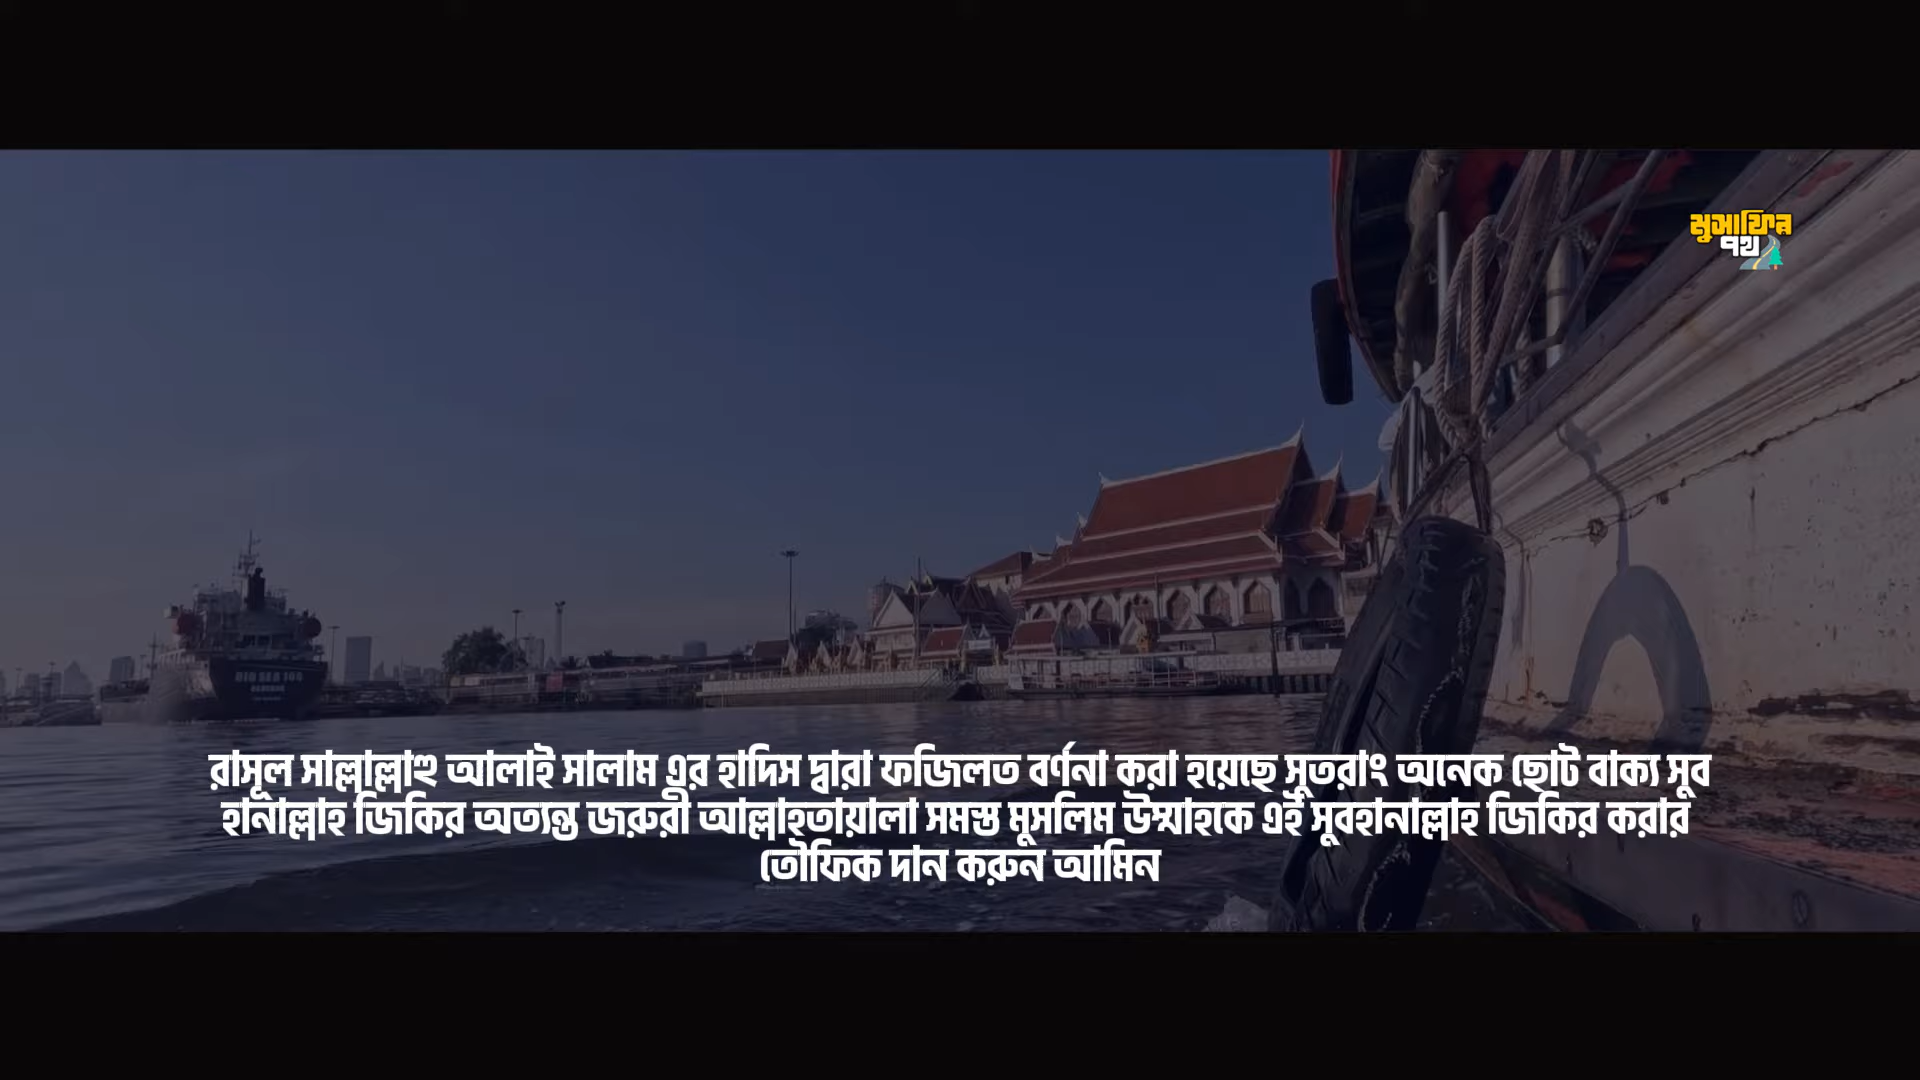 মুসাফির
পথ
রাসূল সাল্লাল্লাহু আলাই সালাম এর হাদিস দ্বারা ফজিলত বর্ণনা করা হয়েছে সুতরাং অনেক ছোট বাক্য সুব
হানাল্লাহ জিকির অত্যন্ত জরুরী আল্লাহতায়ালা সমস্ত মুসলিম উম্মাহকে এই সুবহানাল্লাহ জিকির করার
তৌফিক দান করুন আমিন